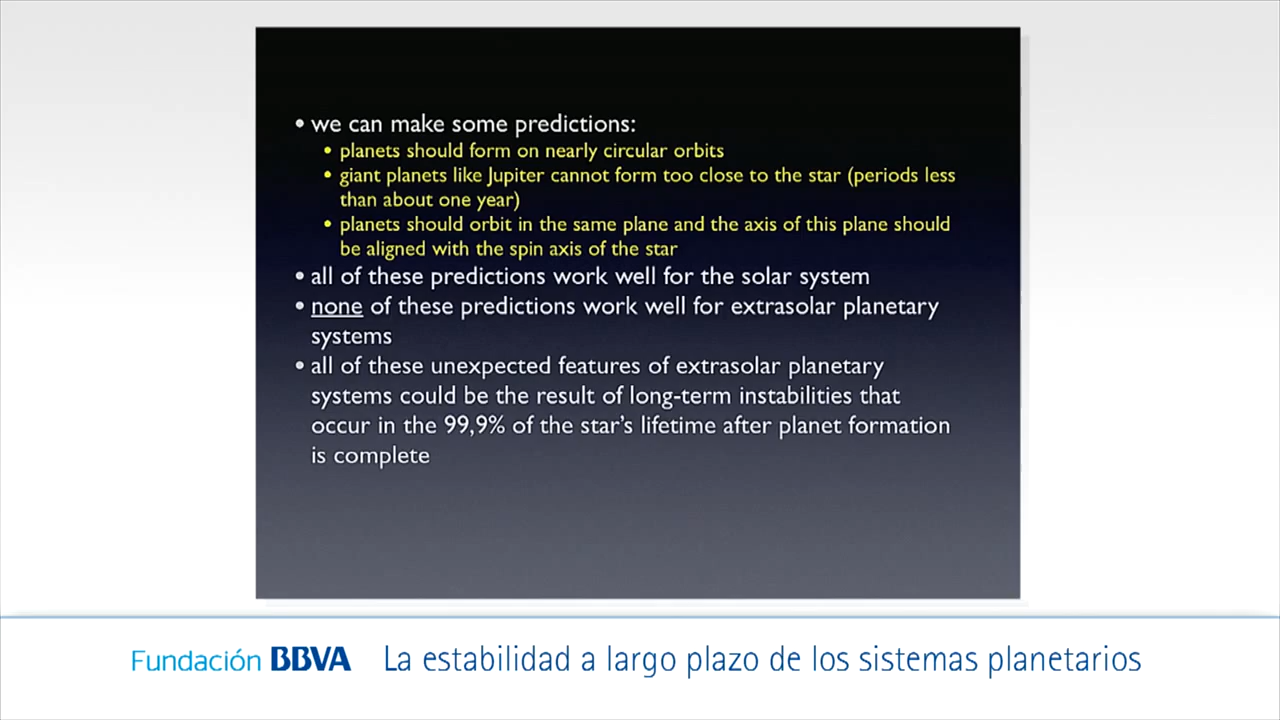 • we can make some predictions:
• planets should form on nearly circular orbits
• giant planets like Jupiter cannot form too close to the star (periods less
than about one year)
• planets should orbit in the same plane and the axis of this plane should
be aligned with the spin axis of the star
• all of these predictions work well for the solar system
• none of these predictions work well for extrasolar planetary
systems
• all of these unexpected features of extrasolar planetary
systems could be the result of long-term instabilities that
occur in the 99,9% of the star’s lifetime after planet formation
is complete
Fundación BBVA La estabilidad a largo plazo de los sistemas planetarios